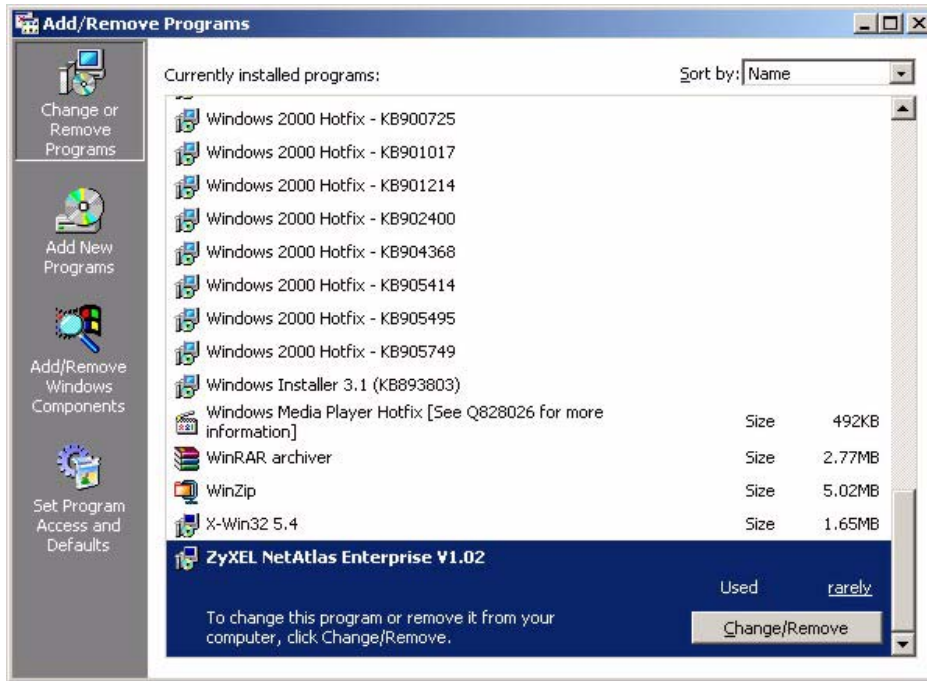 Add/Remove Programs
Change or
Remove
Programs
Add New
Programs
Add/Remove
Windows
Components
Set Program
Access and
Defaults
Currently installed programs:
Sort by: Name
Windows 2000 Hotfix - KB900725
Windows 2000 Hotfix - KB901017
Windows 2000 Hotfix - KB901214
Windows 2000 Hotfix - KB902400
Windows 2000 Hotfix - KB904368
Windows 2000 Hotfix - KB905414
Windows 2000 Hotfix - KB905495
Windows 2000 Hotfix - KB905749
Windows Installer 3.1 (KB893803)
Windows Media Player Hotfix [See Q828026 for more
information]
Size 492KB
WinRAR archiver Size 2.77MB
WinZip Size 5.02MB
X-Win32 5.4 Size 1.65MB
ZyXEL NetAtlas Enterprise V1.02
Used rarely
To change this program or remove it from your
computer, click Change/Remove.
Change/Remove